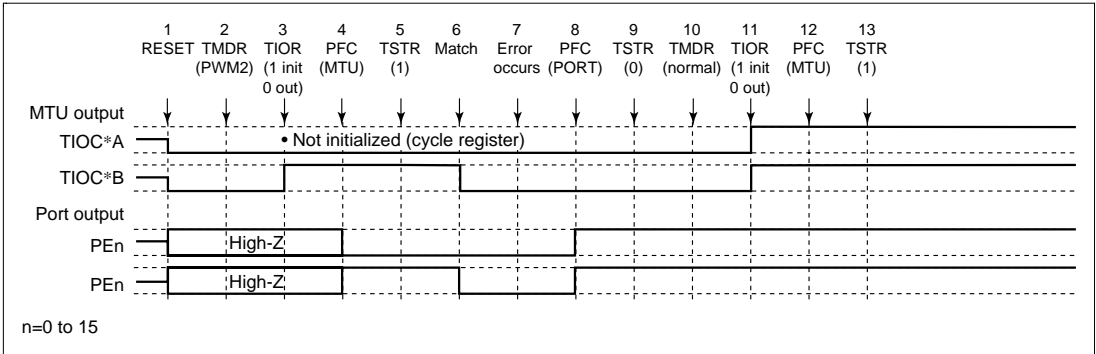 1 2 3 4 5 6 7 8 9 10 11 12 13
RESET TMDR TIOR PFC TSTR Match Error PFC TSTR TMDR TIOR PFC TSTR
(PWM2) (1 init (MTU) (1) occurs (PORT) (0) (normal) (1 init (MTU) (1)
0 out) 0 out)
MTU output
TIOC*A • Not initialized (cycle register)
TIOC*B
Port output
PEn High-Z
PEn High-Z
n=0 to 15